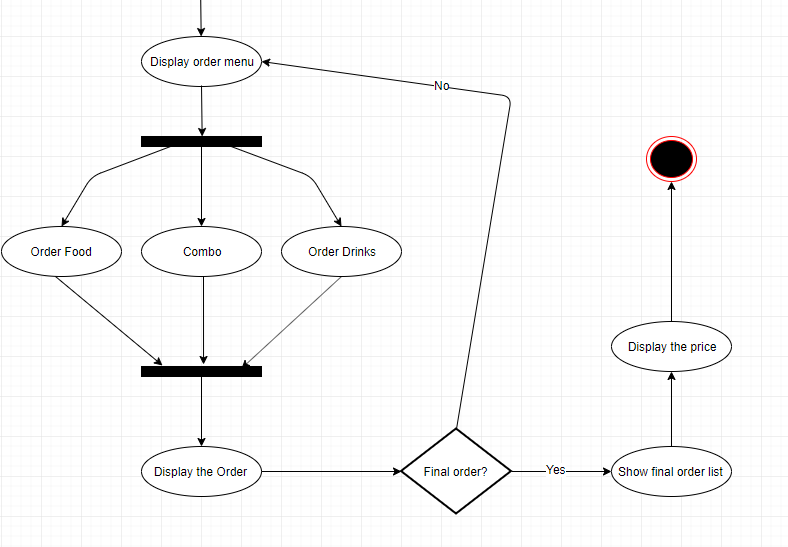 Display order menu
No
Order Food
Combo
Order Drinks
Display the price
Display the Order
Final order?
Yes
Show final order list